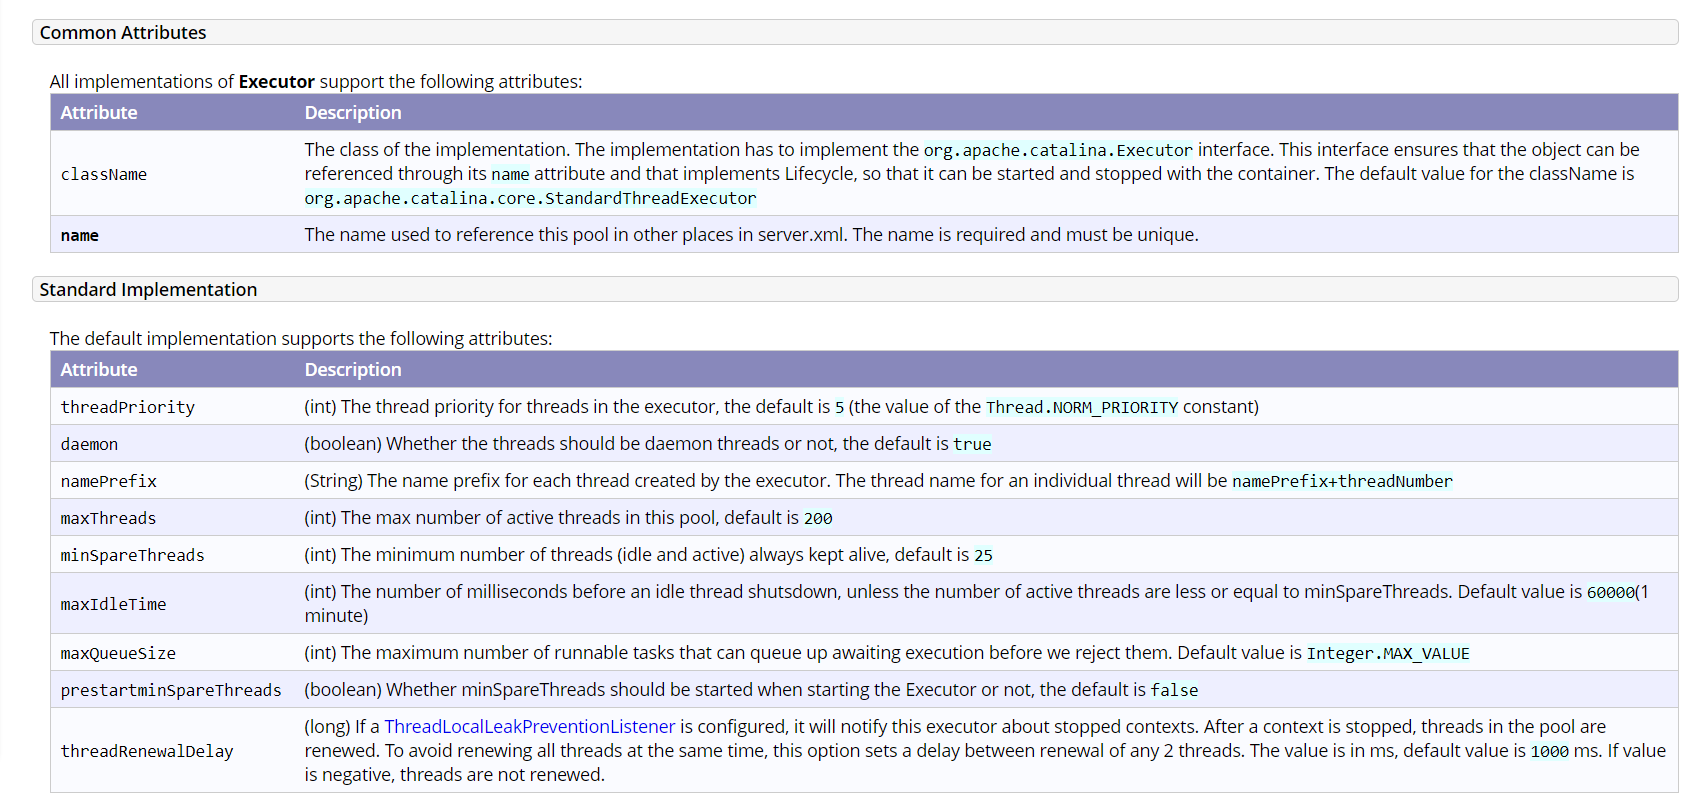 Common Attributes
All implementations of Executor support the following attributes:
Attribute Description
className
The class of the implementation. The implementation has to implement the org.apache.catalina.Executor interface. This interface ensures that the object can be
referenced through its name attribute and that implements Lifecycle, so that it can be started and stopped with the container. The default value for the className is
org.apache.catalina.core.StandardThreadExecutor
name The name used to reference this pool in other places in server.xml. The name is required and must be unique.
Standard Implementation
The default implementation supports the following attributes:
Attribute Description
threadPriority (int) The thread priority for threads in the executor, the default is 5 (the value of the Thread.NORM_PRIORITY constant)
daemon (boolean) Whether the threads should be daemon threads or not, the default is true
namePrefix (String) The name prefix for each thread created by the executor. The thread name for an individual thread will be namePrefix+threadNumber
maxThreads (int) The max number of active threads in this pool, default is 200
minSpareThreads (int) The minimum number of threads (idle and active) always kept alive, default is 25
maxIdleTime
(int) The number of milliseconds before an idle thread shutsdown, unless the number of active threads are less or equal to minSpareThreads. Default value is 60000(1
minute)
maxQueueSize (int) The maximum number of runnable tasks that can queue up awaiting execution before we reject them. Default value is Integer.MAX_VALUE
prestartminSpareThreads (boolean) Whether minSpareThreads should be started when starting the Executor or not, the default is false
threadRenewalDelay
(long) If a ThreadLocalLeakPreventionListener is configured, it will notify this executor about stopped contexts. After a context is stopped, threads in the pool are
renewed. To avoid renewing all threads at the same time, this option sets a delay between renewal of any 2 threads. The value is in ms, default value is 1000 ms. If value
is negative, threads are not renewed.